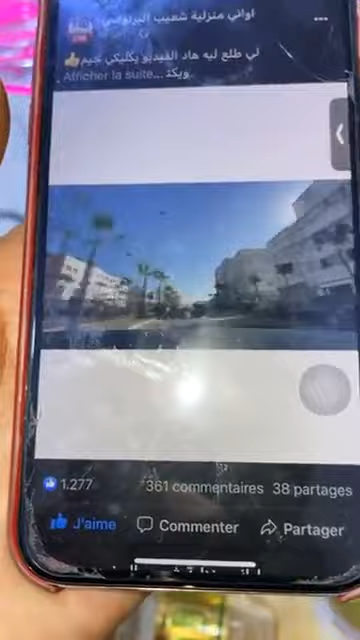 اواني منزلية شعيب البرنوصي
لي طلع ليه هاد الفيديو يكليكي جيم👍
ويكت... Afficher la suite
1.277 361 commentaires 38 partages
J'aime Commenter Partager